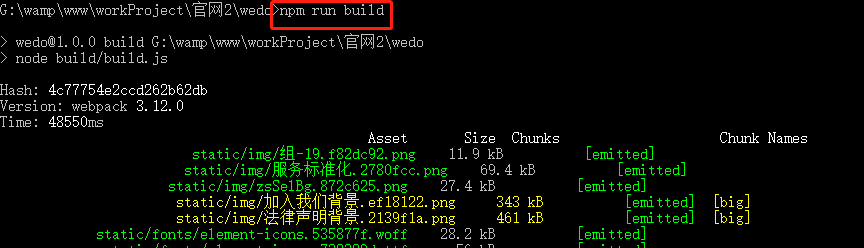 G:\wamp\www\workProject\官网2\wedo>npm run build
> wedo@1.0.0 build G:\wamp\www\workProject\官网2\wedo
> node build/build.js
Hash: 4c77754e2ccd262b62db
Version: webpack 3.12.0
Time: 48550ms
Asset Size Chunks Chunk Names
static/img/组-19.f82dc92.png 11.9 kB [emitted]
static/img/服务标准化.2780fcc.png 69.4 kB [emitted]
static/img/zsSelBg.872c625.png 27.4 kB [emitted]
static/img/加入我们背景.ef18122.png 343 kB [emitted] [big]
static/img/法律声明背景.2139f1a.png 461 kB [emitted] [big]
static/fonts/element-icons.535877f.woff 28.2 kB [emitted]